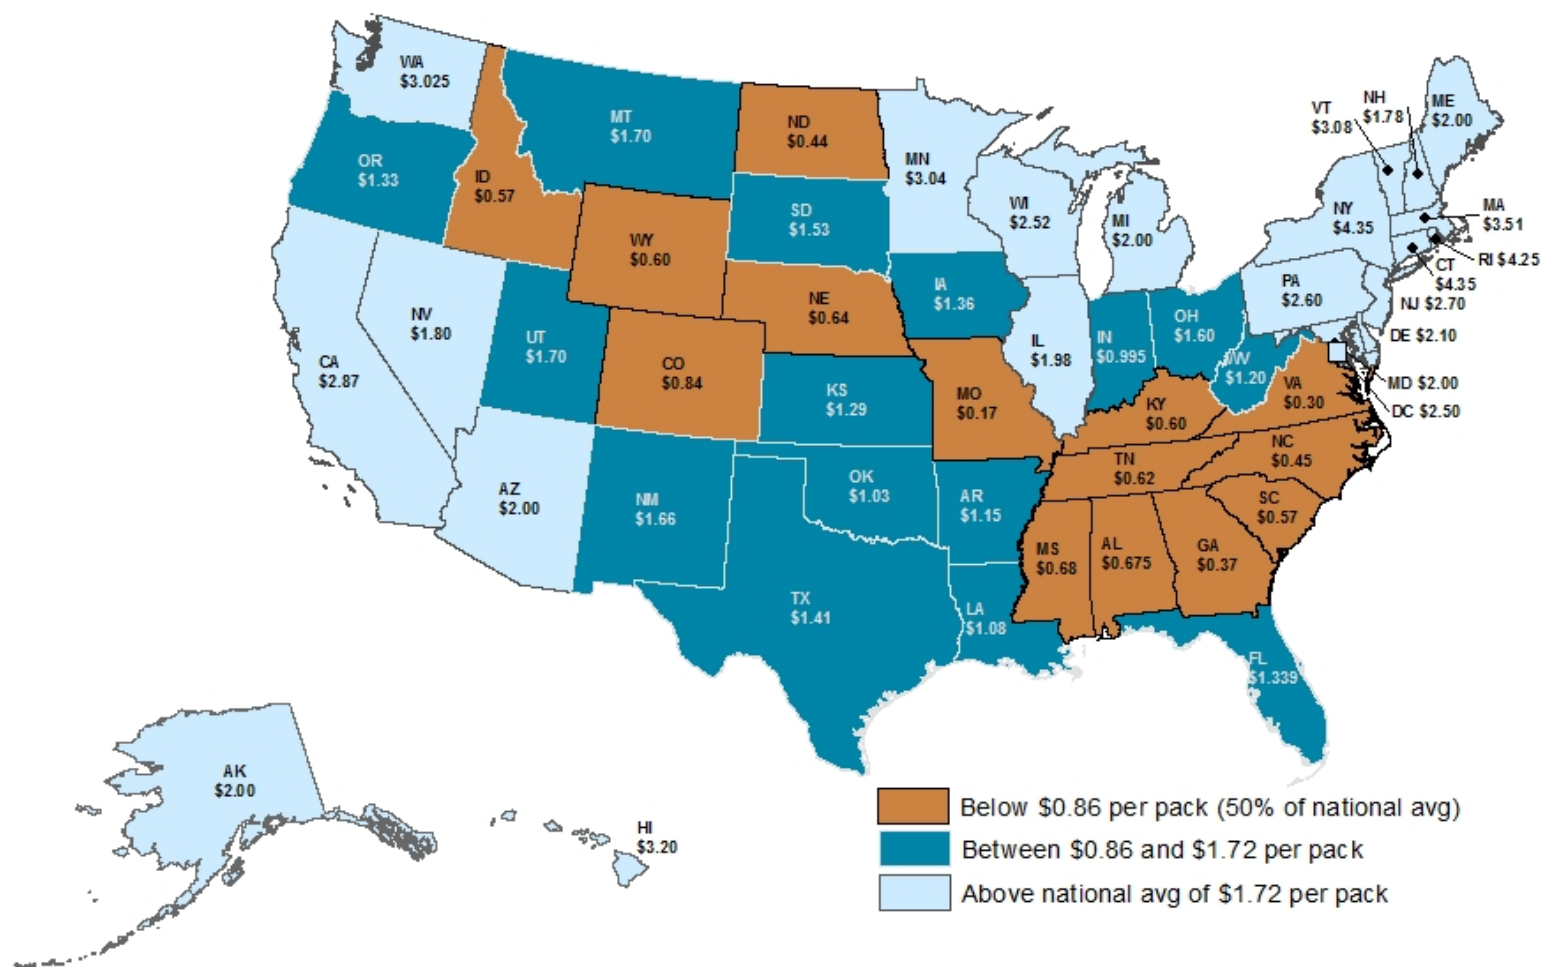 WA
$3.025
MT
$1.70
ND
$0.44
MN
$3.04
VT
$3.08
NH
$1.78
ME
$2.00
OR
$1.33
ID
$0.57
SD
$1.53
WI
$2.52
MI
$2.00
NY
$4.35
MA
$3.51
WY
$0.60
RI $4.25
CT
$4.35
NE
$0.64
IA
$1.36
PA
$2.60
NJ $2.70
NV
$1.80
UT
$1.70
IL
$1.98
IN
$0.995
OH
$1.60
DE $2.10
CA
$2.87
CO
$0.84
KS
$1.29
MO
$0.17
WV
$1.20
VA
$0.30
MD $2.00
DC $2.50
KY
$0.60
AZ
$2.00
NM
$1.66
OK
$1.03
AR
$1.15
TN
$0.62
NC
$0.45
SC
$0.57
MS
$0.68
AL
$0.675
GA
$0.37
TX
$1.41
LA
$1.08
FL
$1.339
AK
$2.00
HI
$3.20
Below $0.86 per pack (50% of national avg)
Between $0.86 and $1.72 per pack
Above national avg of $1.72 per pack